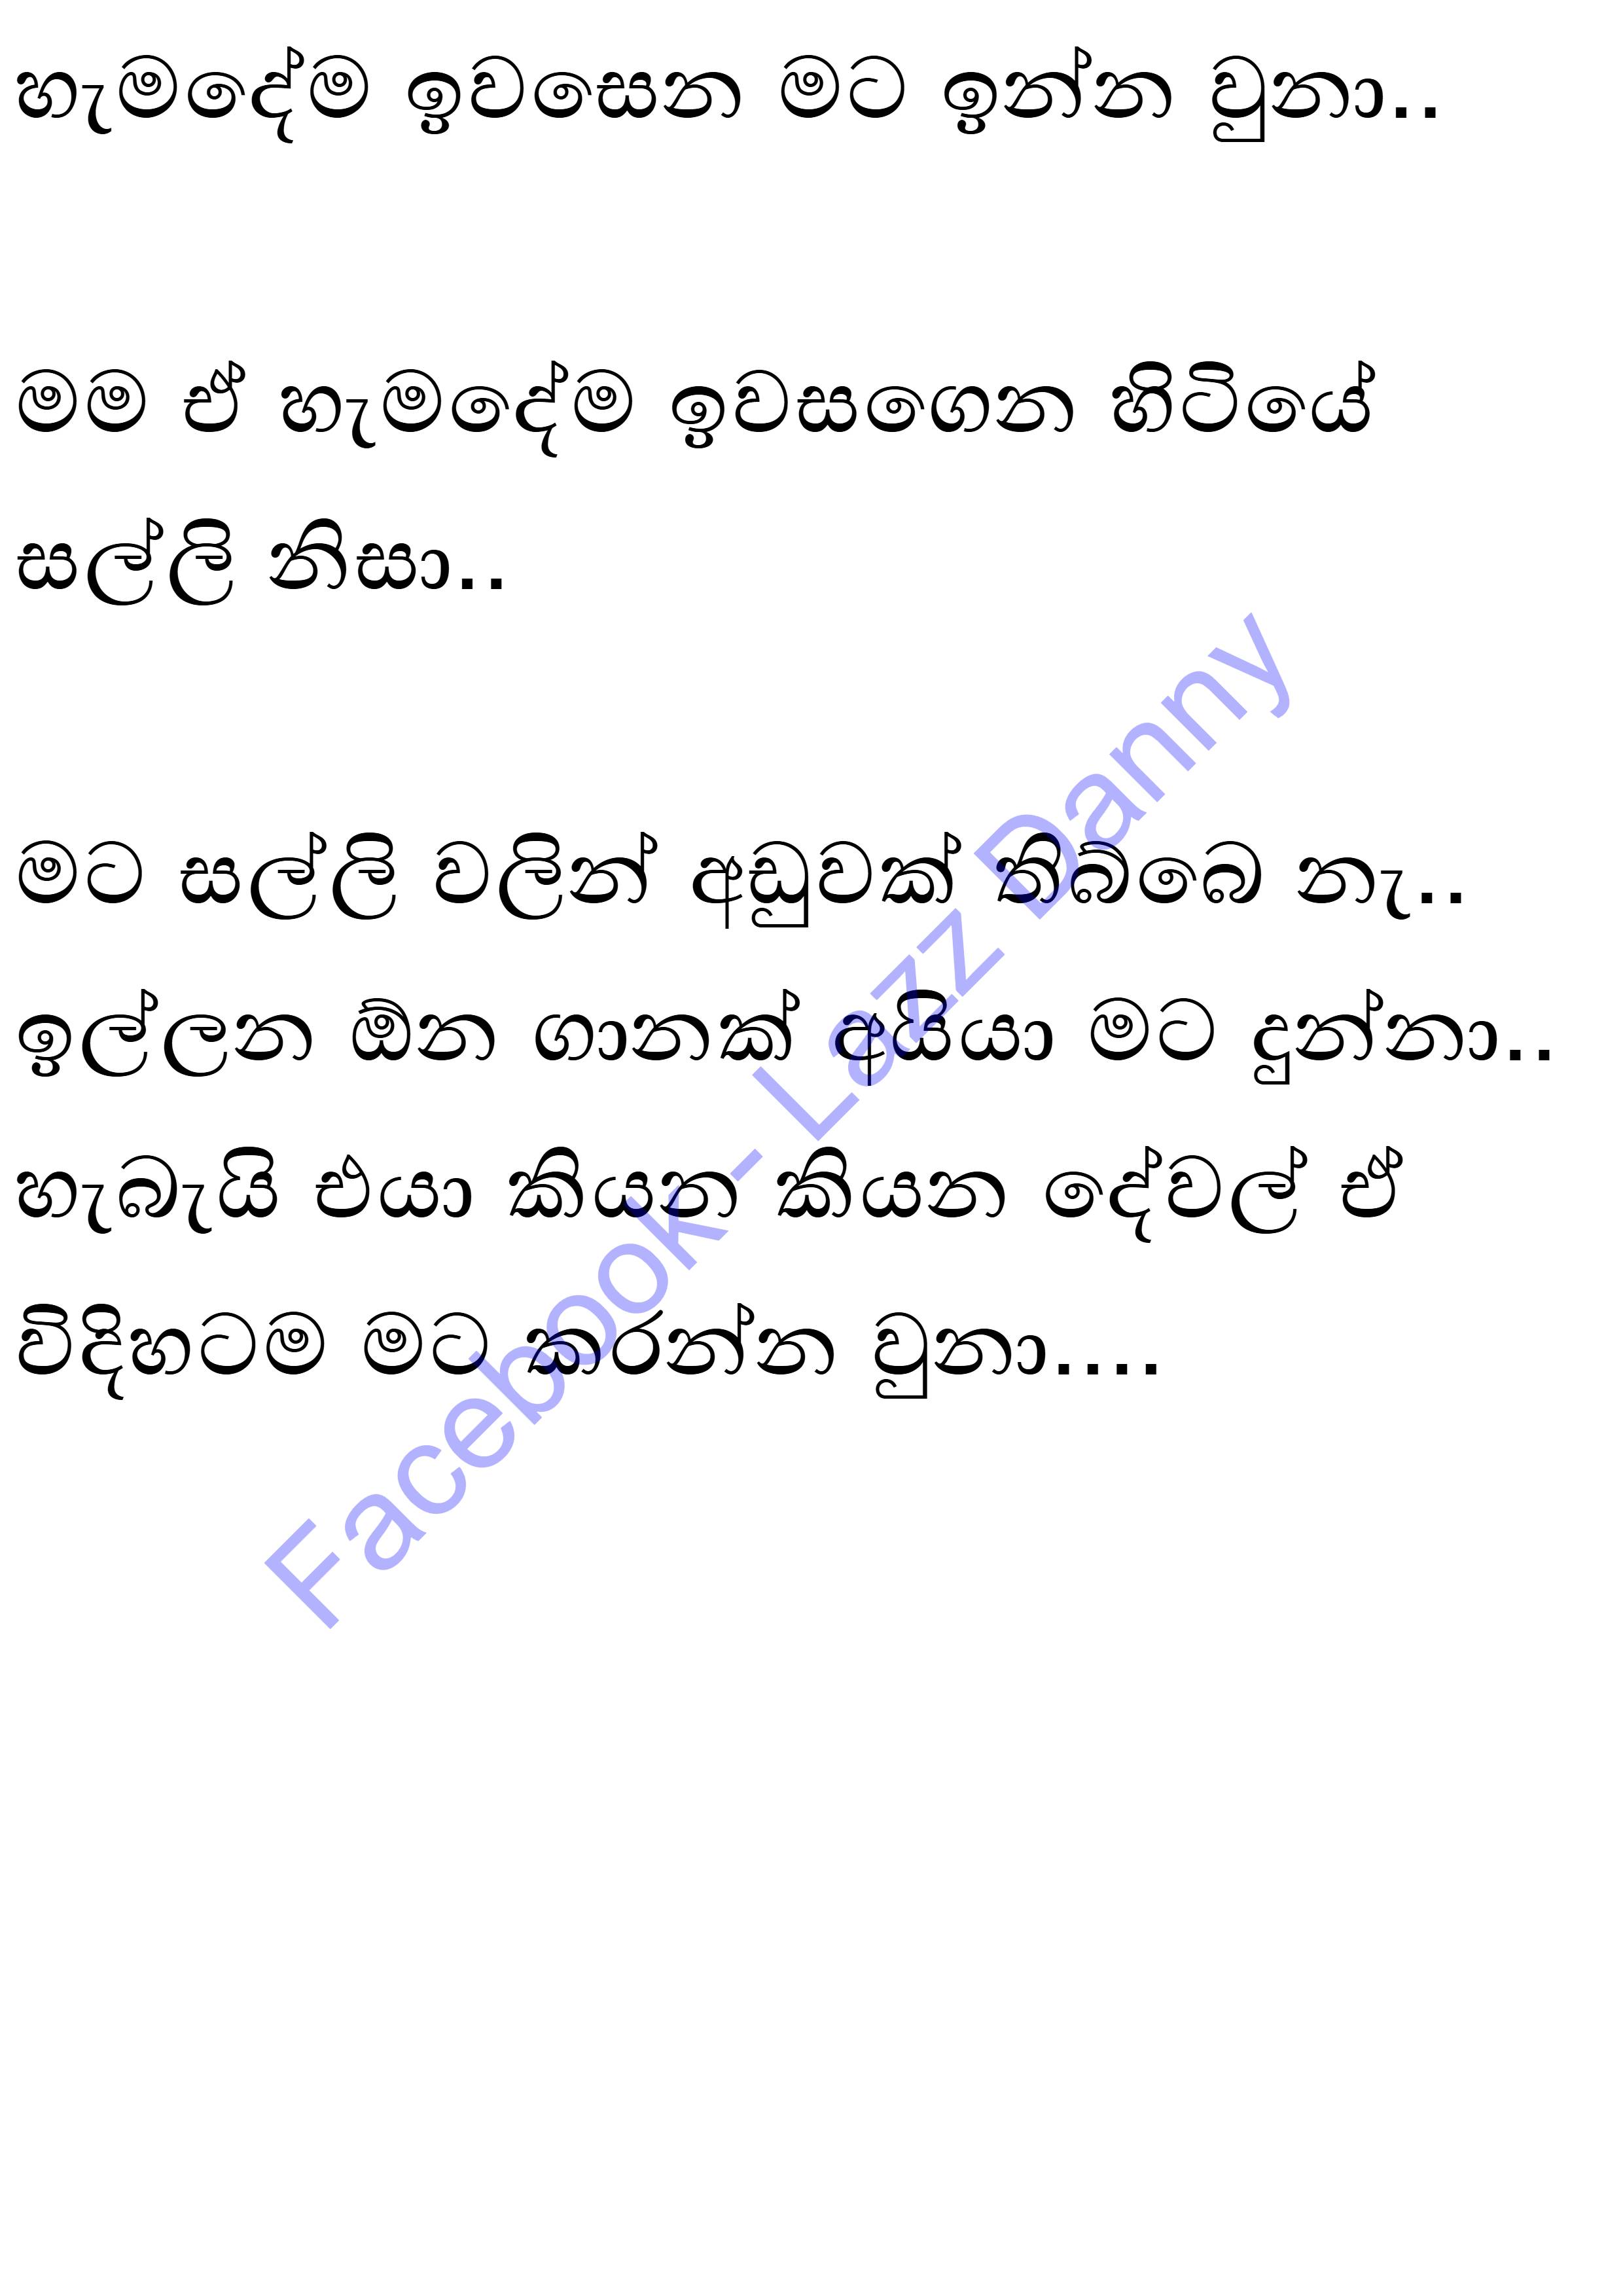 හැමදේම ඉවසෙන මට ඉන්න වුනා..
මම ඒ හැමදේම ඉවසගෙන හිටියේ
සල්ලි නිසා..
මට සල්ලි වලින් අඩුවක් තිබ්බෙ නැ..
ඉල්ලන ඕන ගානක් අයියා මට දුන්නා..
හැබැයි එයා කියන කියන දේවල් ඒ
විදිහටම මට කරන්න වුනා....
Facebook- Lazz Danny